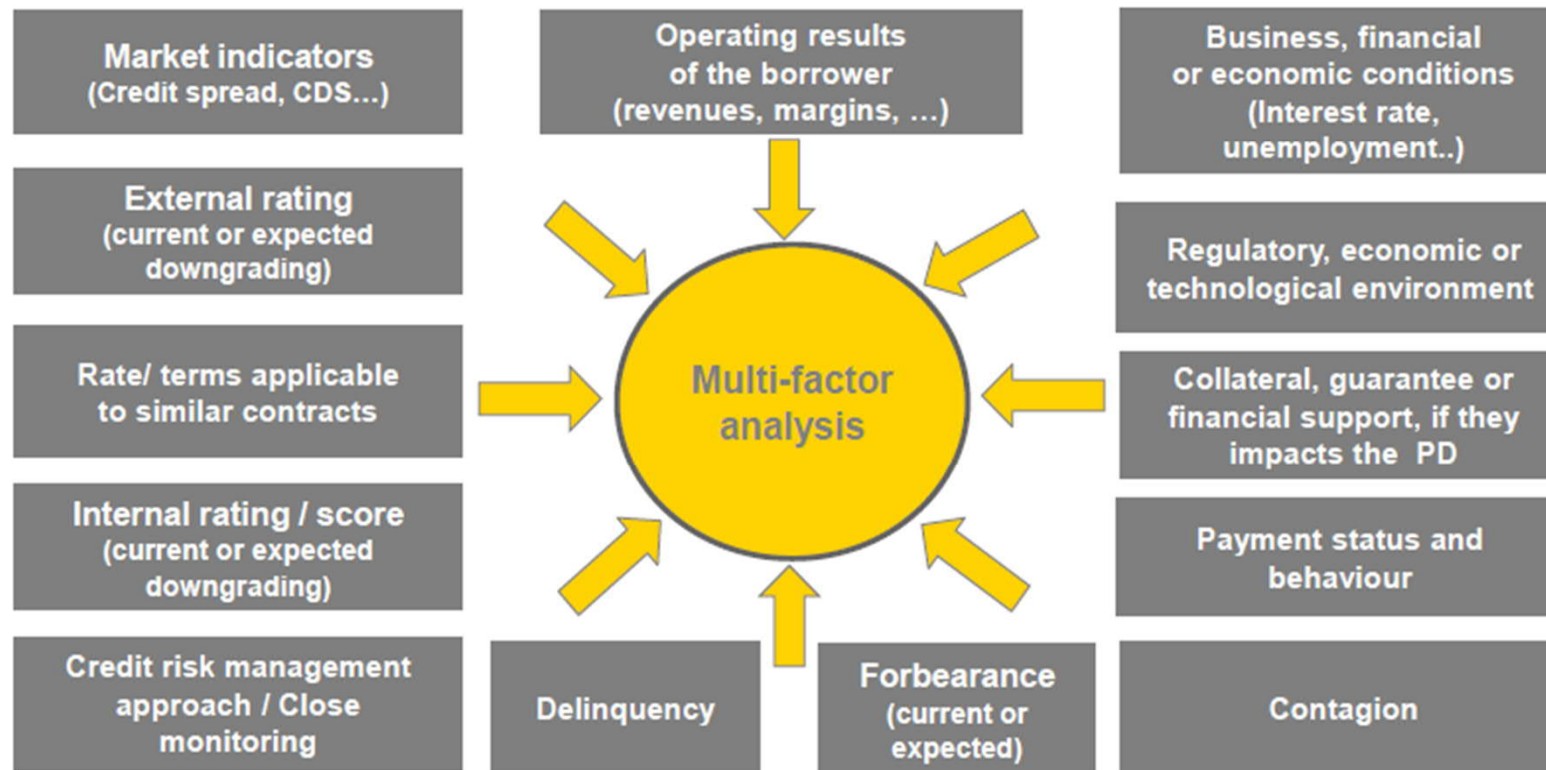 Market indicators
(Credit spread, CDS…)
Operating results
of the borrower
(revenues, margins, …)
Business, financial
or economic conditions
(Interest rate,
unemployment..)
External rating
(current or expected
downgrading)
Regulatory, economic or
technological environment
Rate/ terms applicable
to similar contracts
Multi-factor
analysis
Collateral, guarantee or
financial support, if they
impacts the PD
Internal rating / score
(current or expected
downgrading)
Payment status and
behaviour
Credit risk management
approach / Close
monitoring
Delinquency
Forbearance
(current or
expected)
Contagion